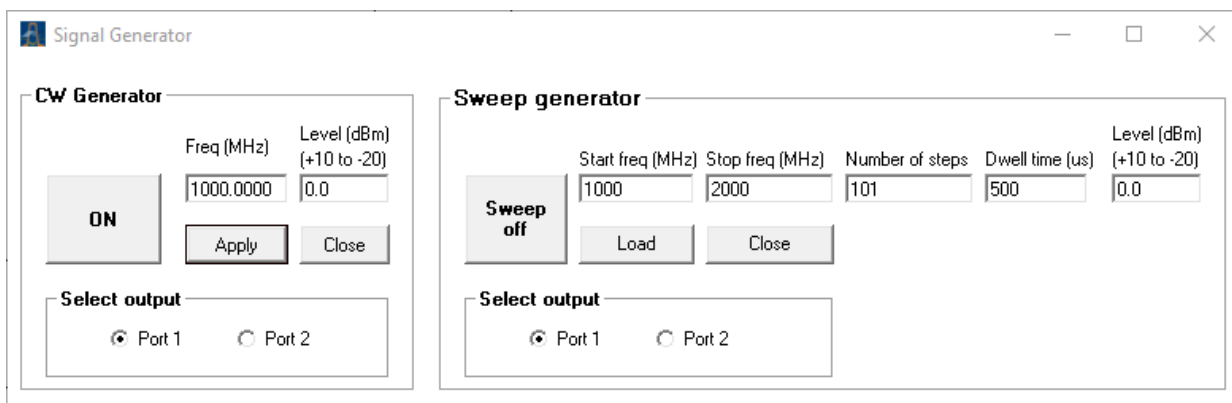 Signal Generator
CW Generator
Freq (MHz)
Level (dBm)
(+10 to -20)
1000.0000
0.0
ON
Apply
Close
Select output
Port 1
Port 2
Sweep generator
Start freq (MHz)
Stop freq (MHz)
Number of steps
Dwell time (us)
Level (dBm)
(+10 to -20)
1000
2000
101
500
0.0
Sweep
off
Load
Close
Select output
Port 1
Port 2